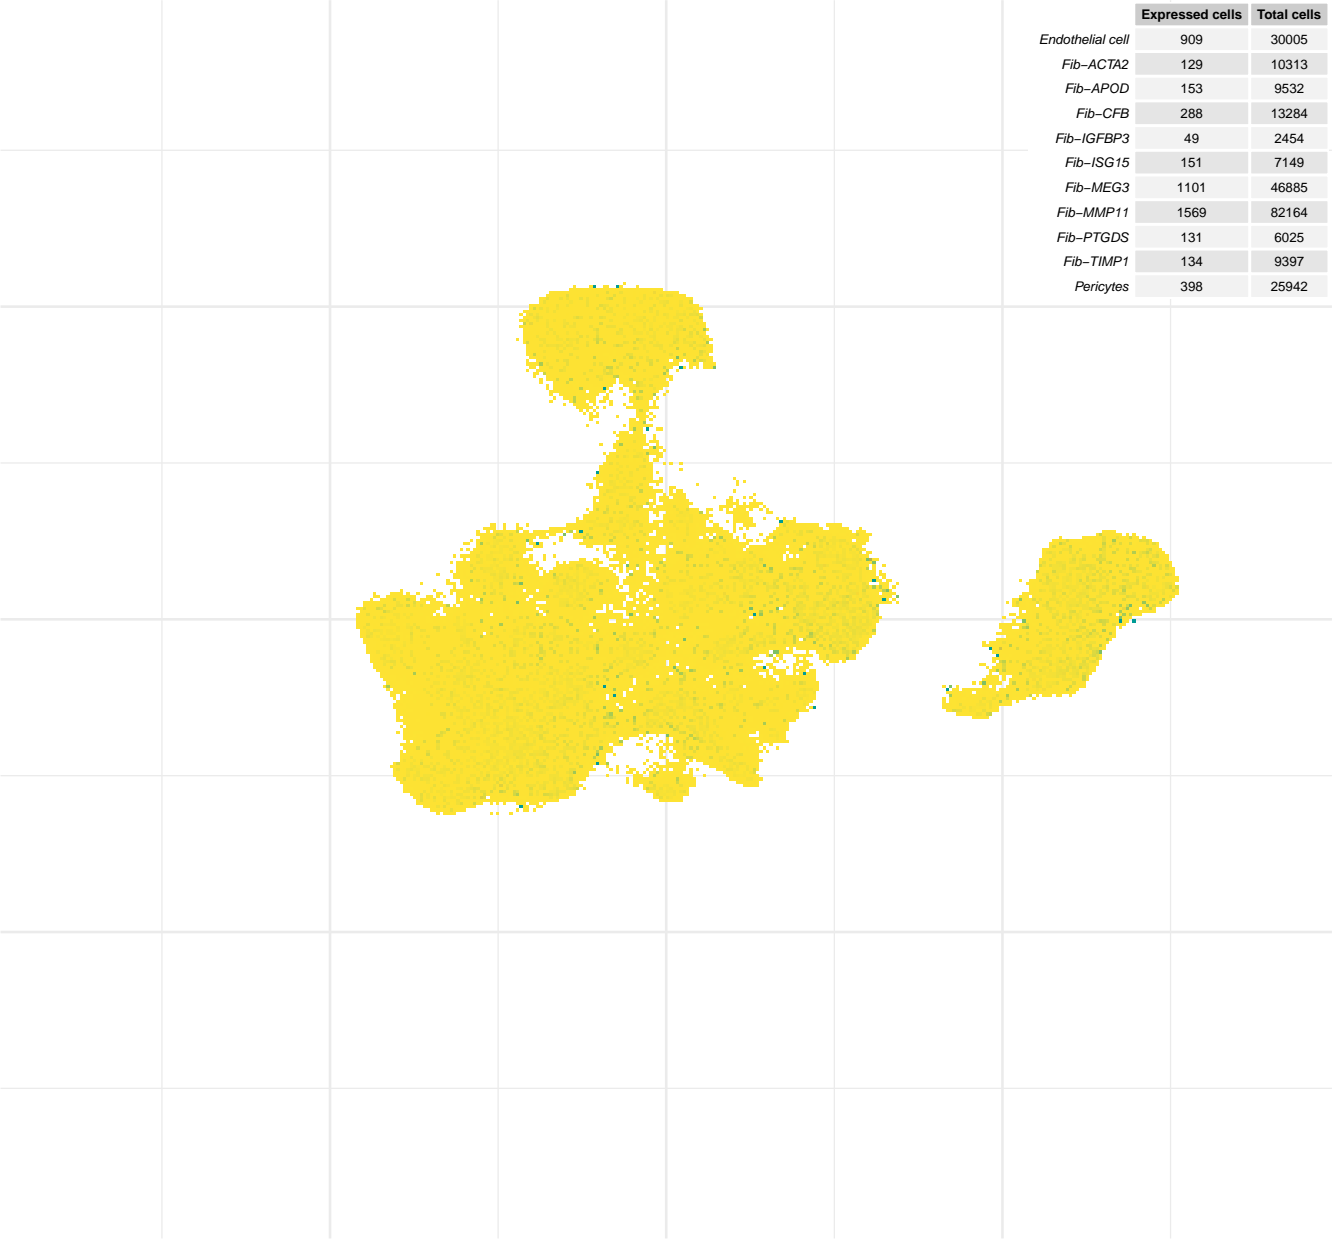 Expressed cells Total cells
Endothelial cell 909 30005
Fib−ACTA2 129 10313
Fib−APOD 153 9532
Fib−CFB 288 13284
Fib−IGFBP3 49 2454
Fib−ISG15 151 7149
Fib−MEG3 1101 46885
Fib−MMP11 1569 82164
Fib−PTGDS 131 6025
Fib−TIMP1 134 9397
Pericytes 398 25942